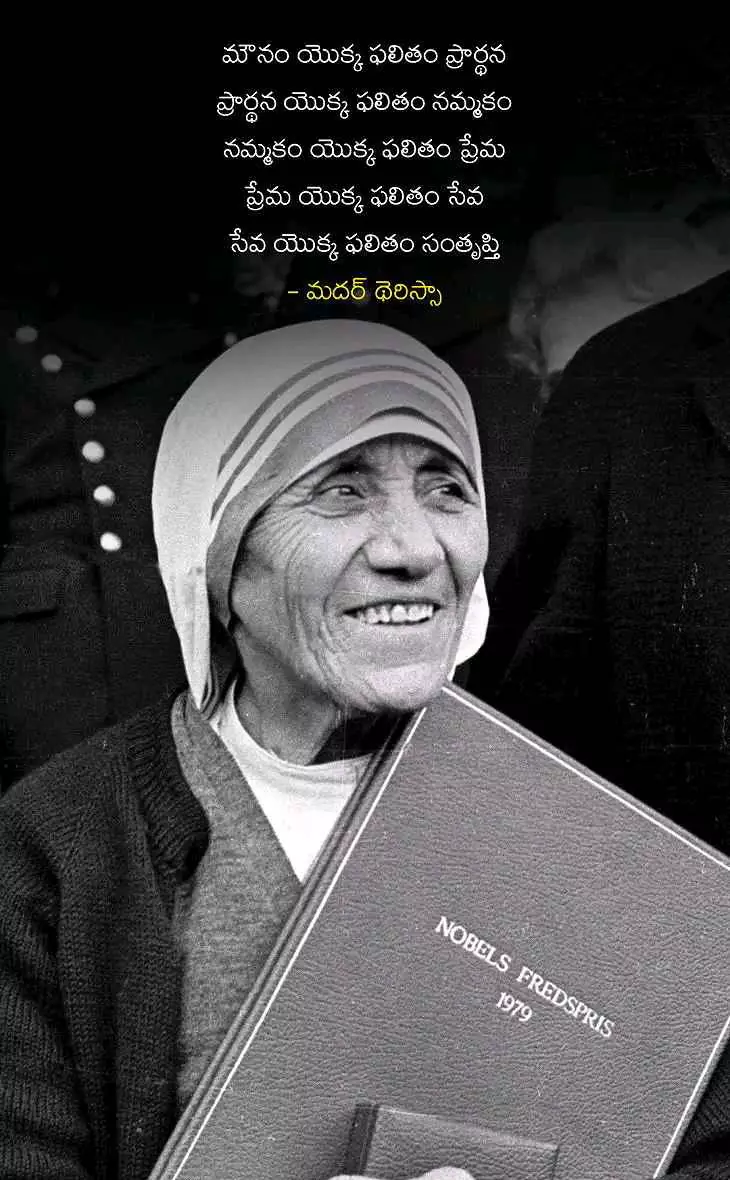 మౌనం యొక్క ఫలితం ప్రార్థన
ప్రార్థన యొక్క ఫలితం నమ్మకం
నమ్మకం యొక్క ఫలితం ప్రేమ
ప్రేమ యొక్క ఫలితం సేవ
సేవ యొక్క ఫలితం సంతృప్తి
– మదర్ థెరిస్సా
NOBELS FREDSPRIS
1979